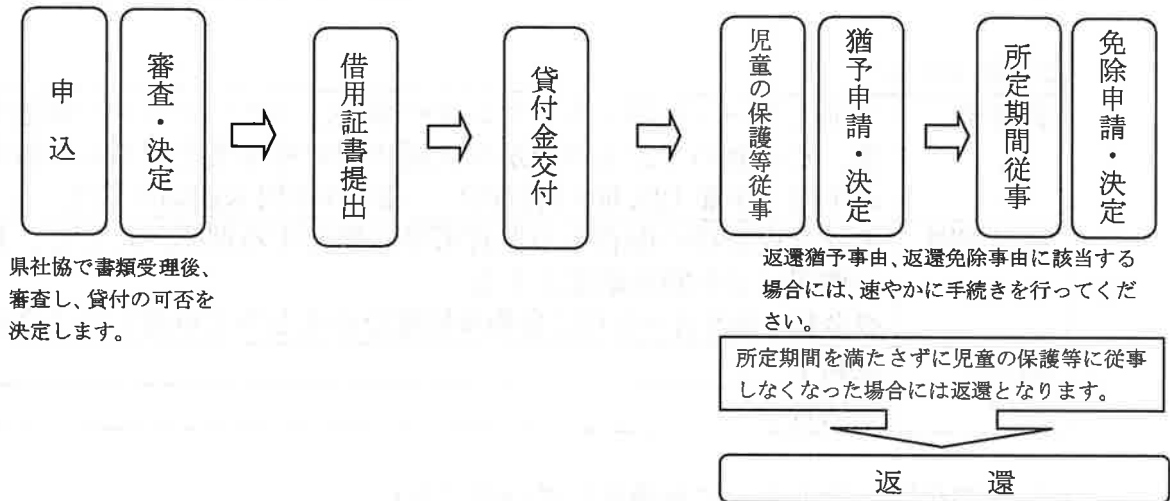 申込
審査・決定
借用証書提出
貸付金交付
児童の保護等従事
猶予申請・決定
所定期間従事
免除申請・決定
県社協で書類受理後、
審査し、貸付の可否を
決定します。
返還猶予事由、返還免除事由に該当する
場合には、速やかに手続きを行ってくだ
さい。
所定期間を満たさずに児童の保護等に従事
しなくなった場合には返還となります。
返還